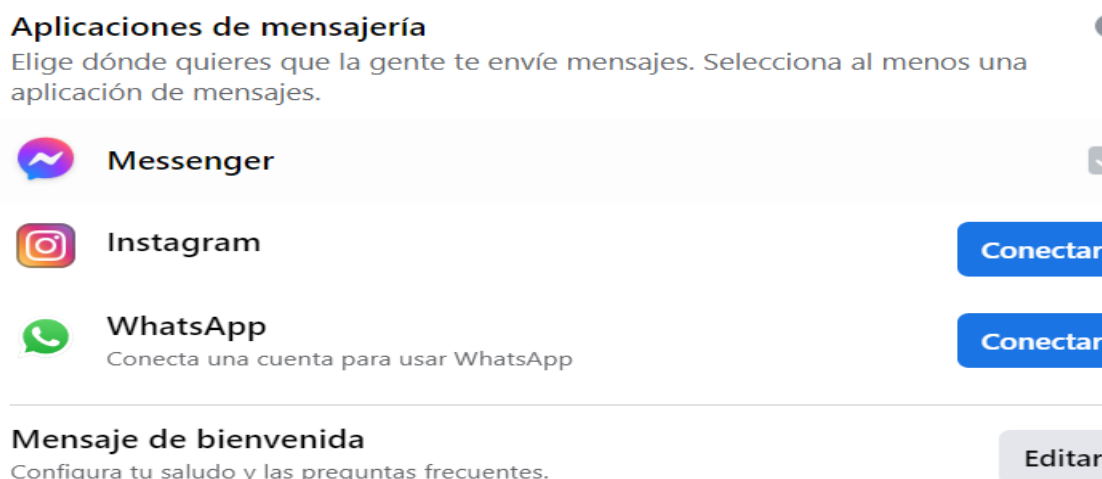 Aplicaciones de mensajería
Elige dónde quieres que la gente te envíe mensajes. Selecciona al menos una
aplicación de mensajes.
Messenger
Instagram
Conectar
WhatsApp
Conecta una cuenta para usar WhatsApp
Conectar
Mensaje de bienvenida
Configura tu saludo y las preguntas frecuentes.
Editar